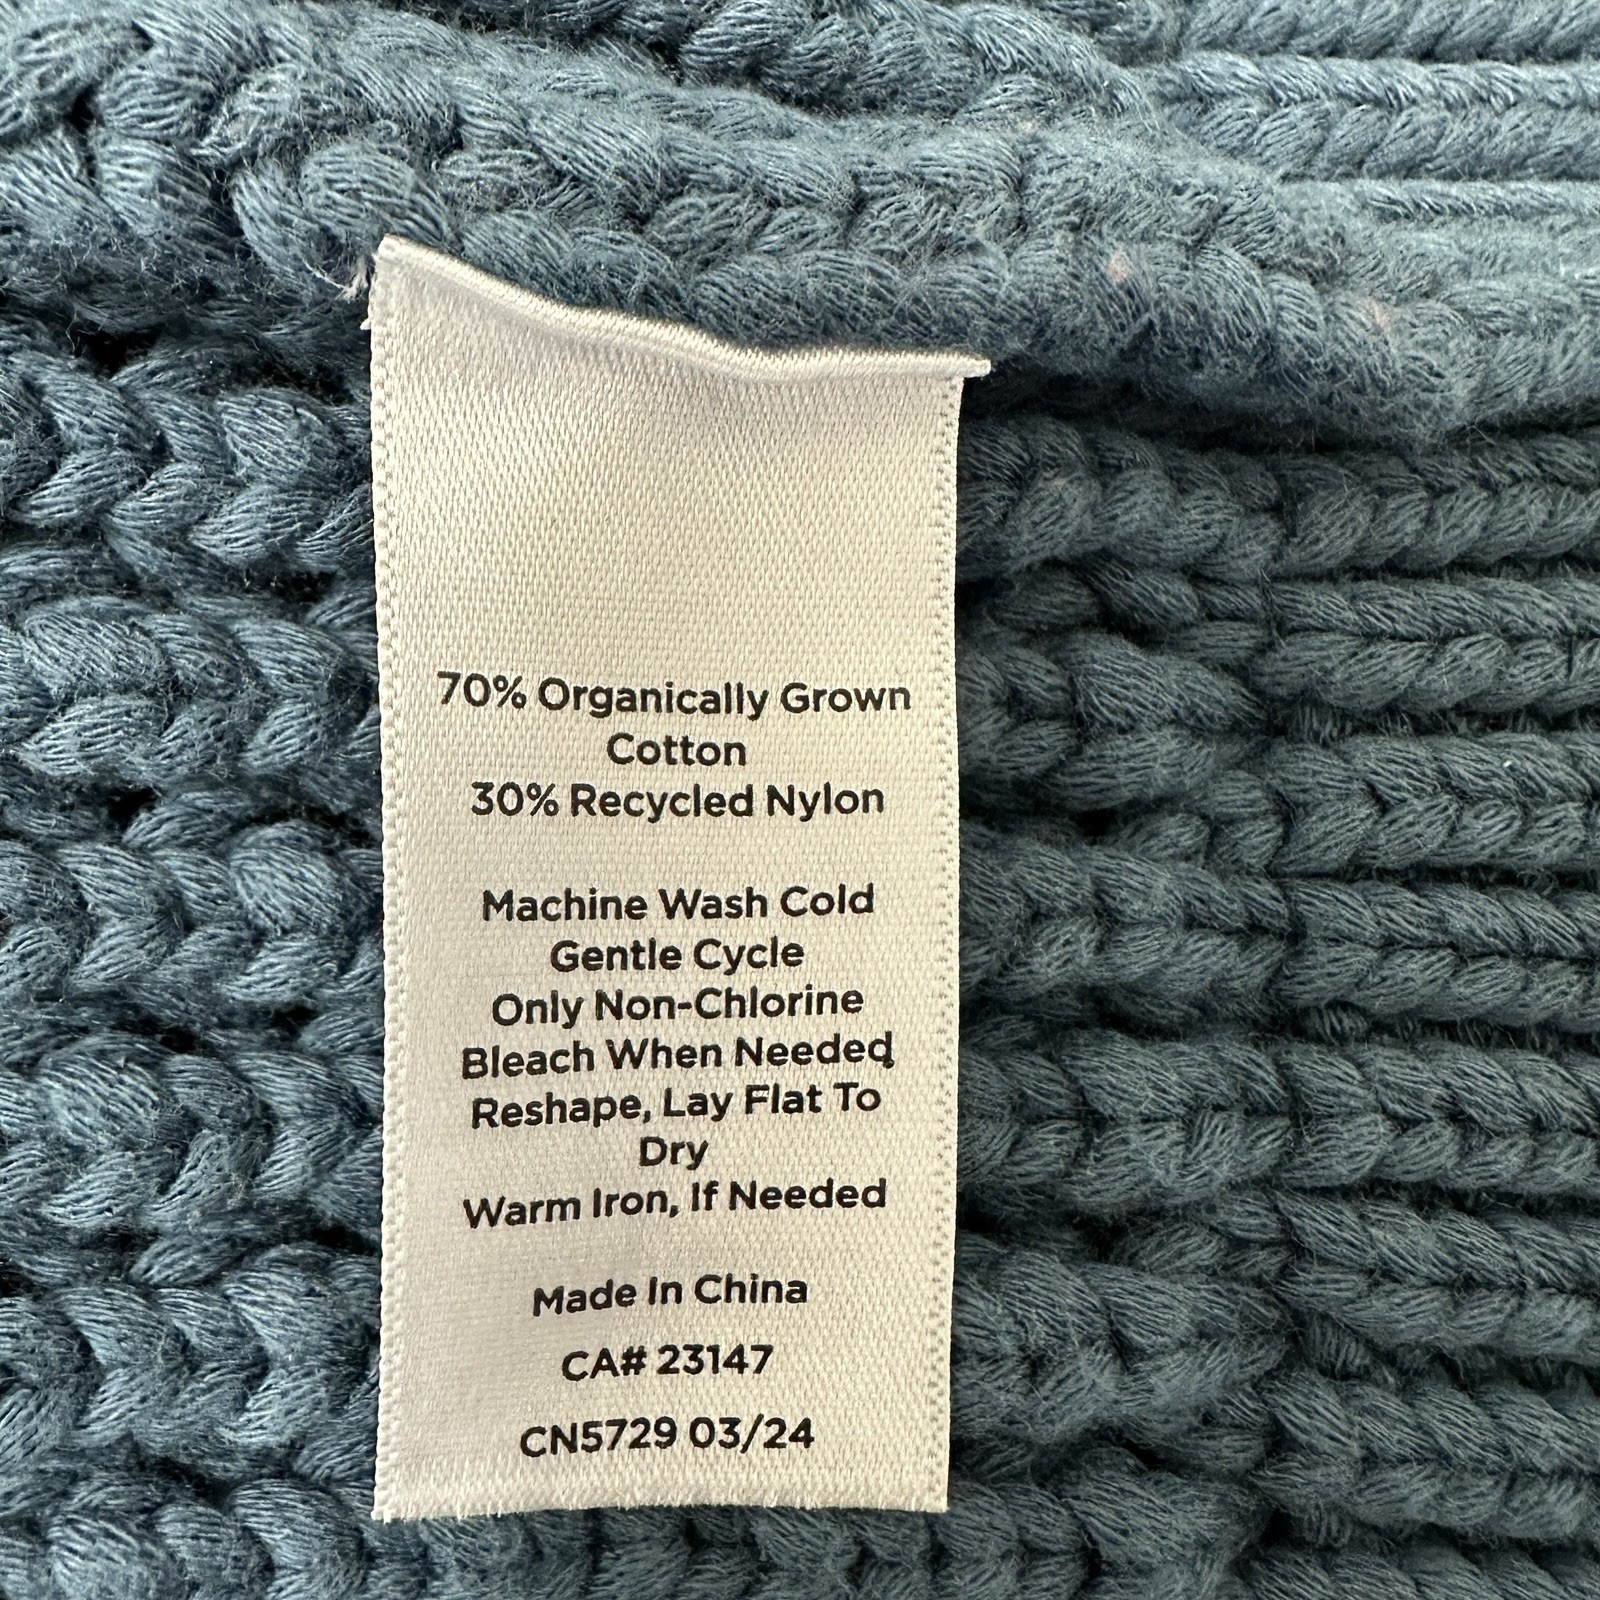 70% Organically Grown
Cotton
30% Recycled Nylon
Machine Wash Cold
Gentle Cycle
Only Non-Chlorine
Bleach When Needed
Reshape, Lay Flat To
Dry
Warm Iron, If Needed
Made In China
CA# 23147
CN5729 03/24